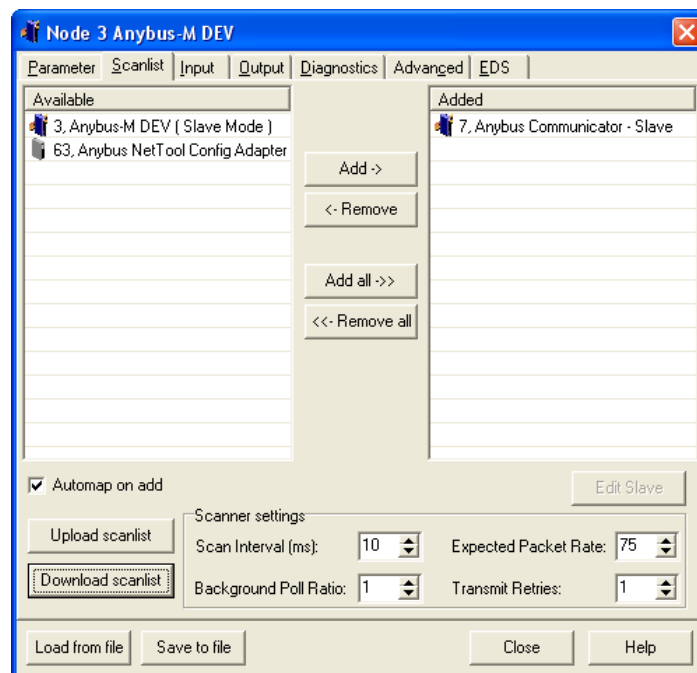 Node 3 Anybus-M DEV
Parameter Scanlist Input Output Diagnostics Advanced EDS
Available
3, Anybus-M DEV ( Slave Mode )
63, Anybus NetTool Config Adapter
Add ->
<- Remove
Add all ->>
<<- Remove all
Added
7, Anybus Communicator - Slave
Automap on add
Edit Slave
Upload scanlist
Download scanlist
Scanner settings
Scan Interval (ms): 10 Expected Packet Rate: 75
Background Poll Ratio: 1 Transmit Retries: 1
Load from file Save to file Close Help